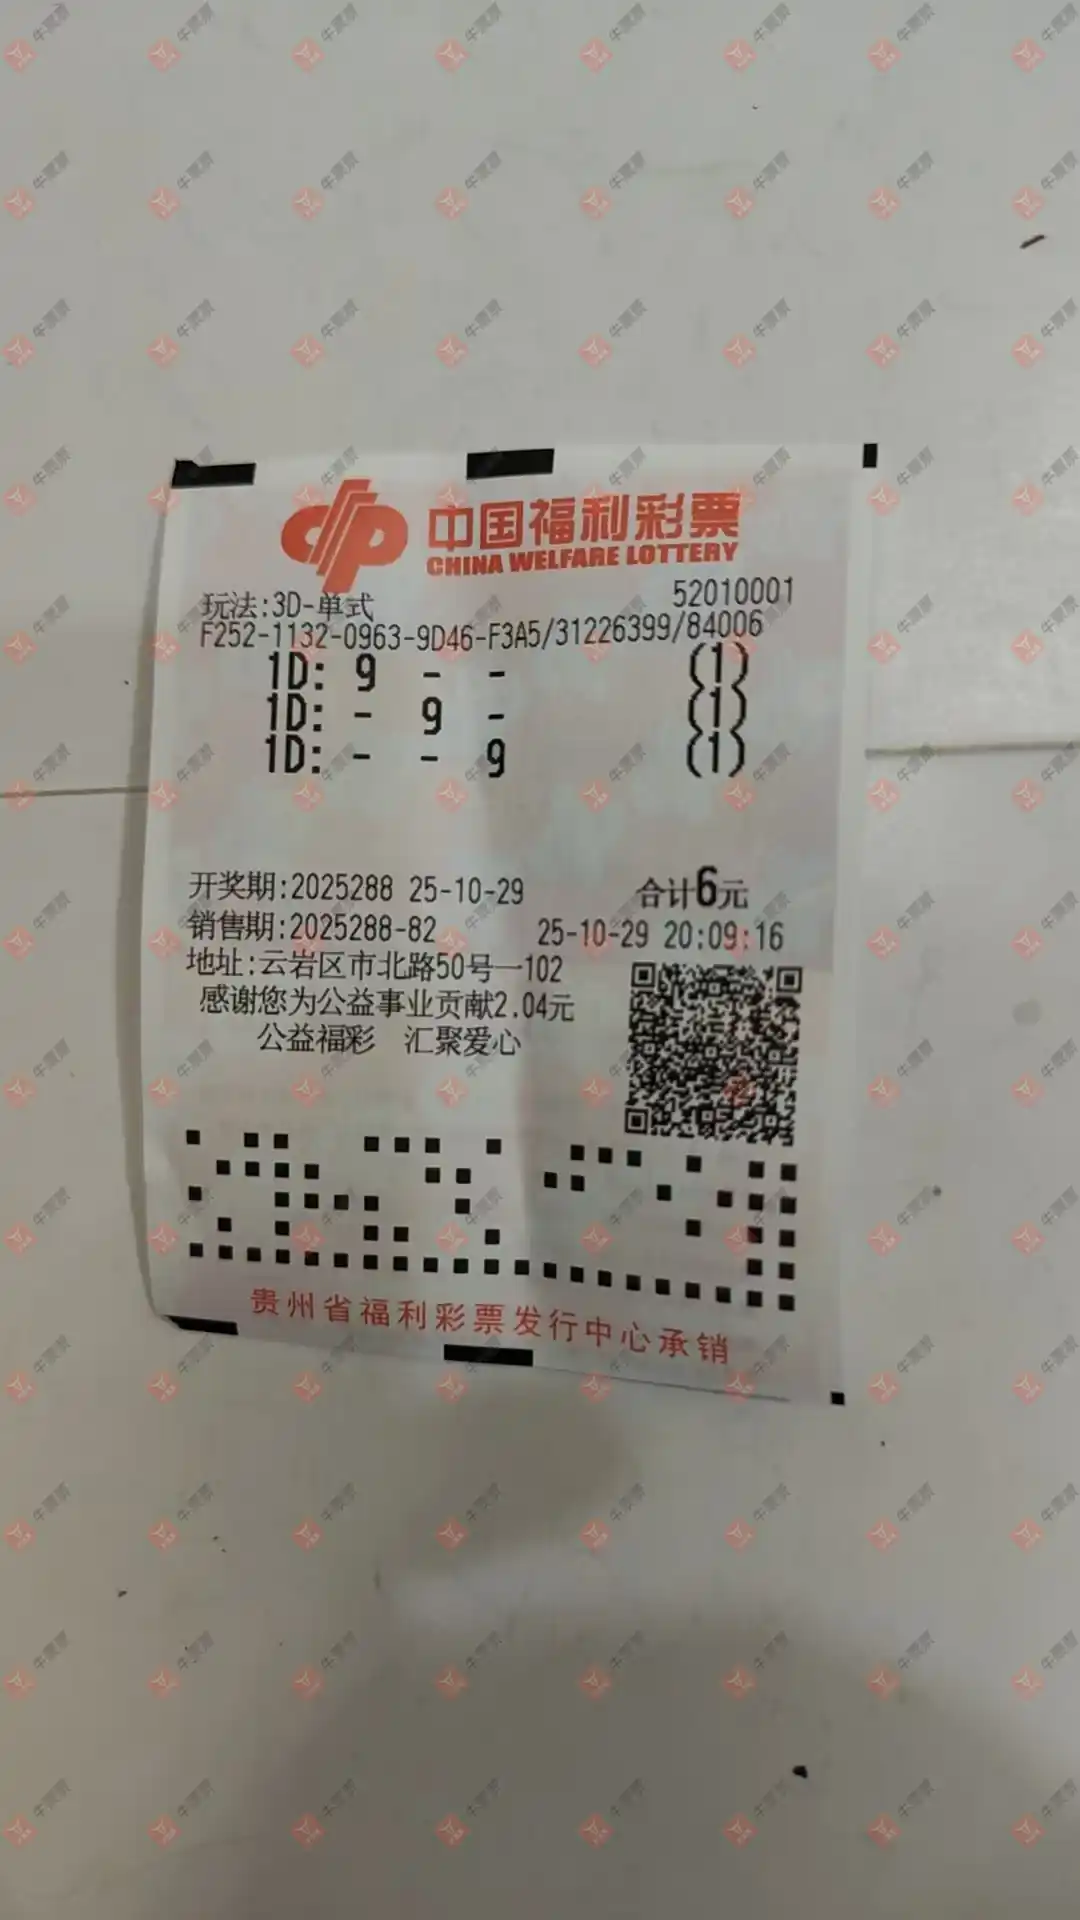 中国福利彩票
CHINA WELFARE LOTTERY
玩法:3D-单式 52010001
F252-1132-0963-9D46-F3A5/31226399/84006
1D: 9 - - (1)
1D: - 9 - (1)
1D: - - 9 (1)
开奖期:2025288 25-10-29 合计6元
销售期:2025288-82 25-10-29 20:09:16
地址:云岩区市北路50号一102
感谢您为公益事业贡献2.04元
公益福彩 汇聚爱心
贵州省福利彩票发行中心承销